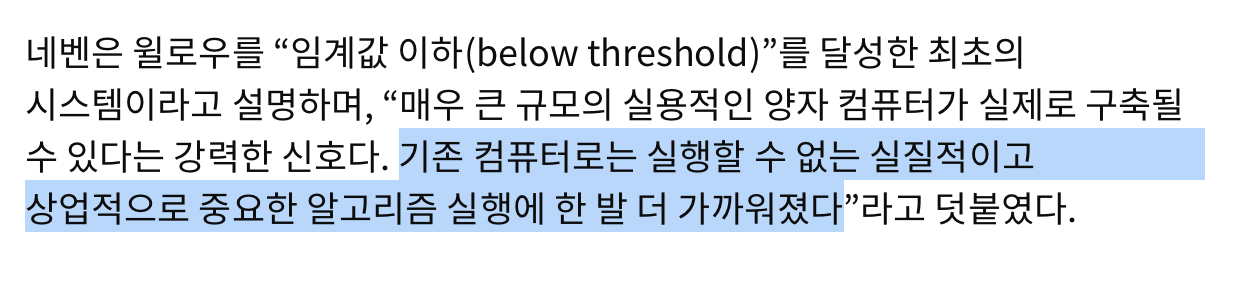 네벤은 윌로우를 “임계값 이하(below threshold)”를 달성한 최초의
시스템이라고 설명하며, “매우 큰 규모의 실용적인 양자 컴퓨터가 실제로 구축될
수 있다는 강력한 신호다. 기존 컴퓨터로는 실행할 수 없는 실질적이고
상업적으로 중요한 알고리즘 실행에 한 발 더 가까워졌다”라고 덧붙였다.